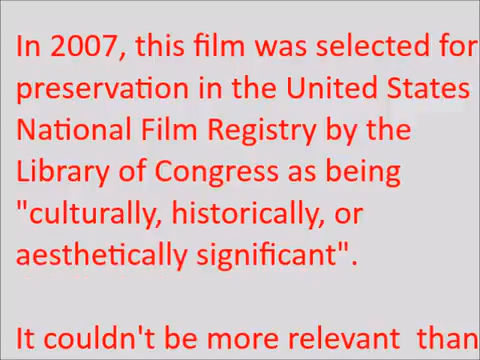 In 2007, this film was selected for
preservation in the United States
National Film Registry by the
Library of Congress as being
"culturally, historically, or
aesthetically significant".
It couldn't be more relevant than